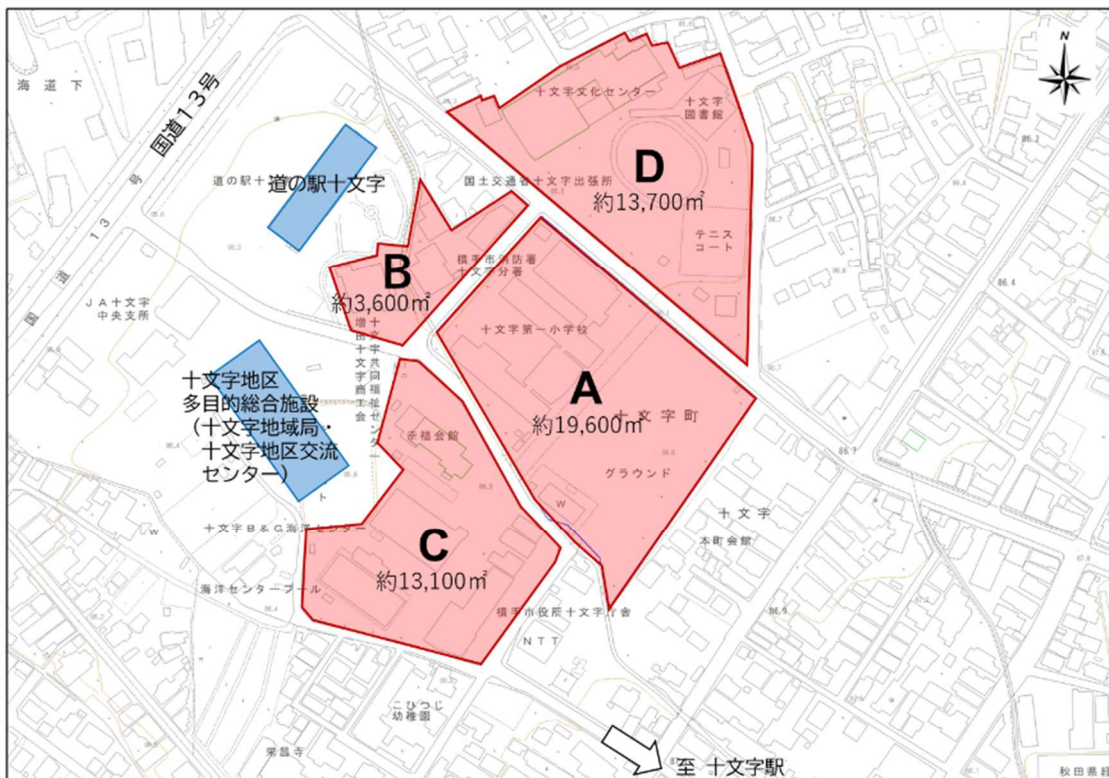 海道下
国道13号
国道13号
道の駅十文字
道の駅十文字
十文字文化センター
十文字
図書館
D
約13,700㎡
国土交通省十文字出張所
テニス
コート
B
約3,600㎡
横手市消防署
十文字分署
JA十文字
中央支所
十文字第一小学校
A
約19,600㎡
十文字町
グラウンド
十文字共同福祉センター
増田十文字商工会
十文字地区
多目的総合施設
(十文字地域局・
十文字地区交流
センター)
幸福会館
C
約13,100㎡
十文字B&G海洋センター
海洋センタープール
十文字
本町会館
横手市役所十文字庁舎
NTT
こひつじ
幼稚園
栄昌寺
至 十文字駅
N
86.4